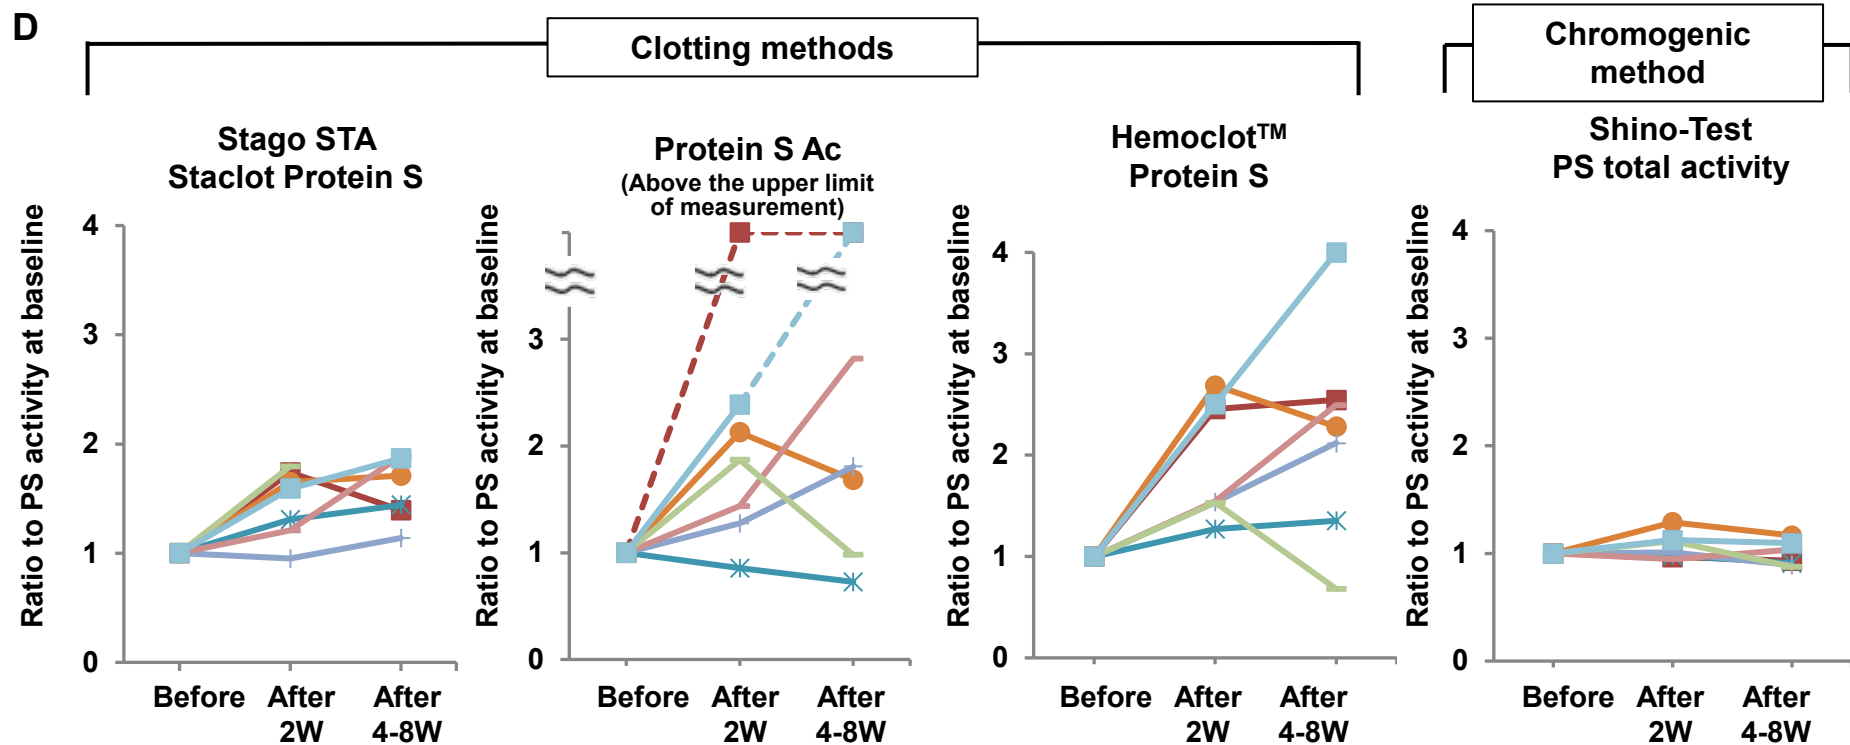 D
Clotting methods
Chromogenic
method
Stago STA
Staclot Protein S
Ratio to PS activity at baseline
4
3
2
1
0
Before
After
2W
After
4-8W
Protein S Ac
(Above the upper limit
of measurement)
Ratio to PS activity at baseline
3
2
1
0
Before
After
2W
After
4-8W
Hemoclot™
Protein S
Ratio to PS activity at baseline
4
3
2
1
0
Before
After
2W
After
4-8W
Shino-Test
PS total activity
Ratio to PS activity at baseline
4
3
2
1
0
Before
After
2W
After
4-8W